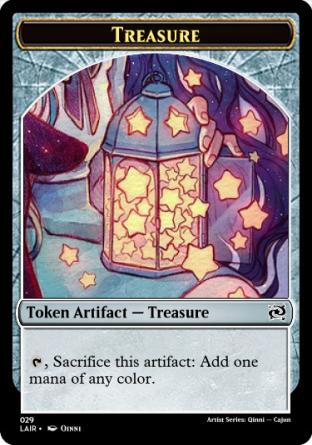 Treasure
Token Artifact — Treasure
, Sacrifice this artifact: Add one
mana of any color.
029
LAIR • Qinni
Artist Series: Qinni — Cajun